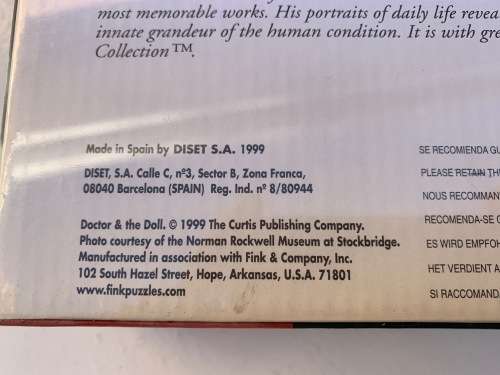 most memorable works. His portraits of daily life revea
innate grandeur of the human condition. It is with gre
Collection™.
Made in Spain by DISET S.A. 1999
DISET, S.A. Calle C, nº3, Sector B, Zona Franca,
08040 Barcelona (SPAIN) Reg. Ind. nº 8/80944
Doctor & the Doll. © 1999 The Curtis Publishing Company.
Photo courtesy of the Norman Rockwell Museum at Stockbridge.
Manufactured in association with Fink & Company, Inc.
102 South Hazel Street, Hope, Arkansas, U.S.A. 71801
www.finkpuzzles.com
SE RECOMIENDA GU
PLEASE RETAIN TH
NOUS RECOMMAN
RECOMENDA-SE
ES WIRD EMPFOH
HET VERDIENT A
SI RACCOMAND